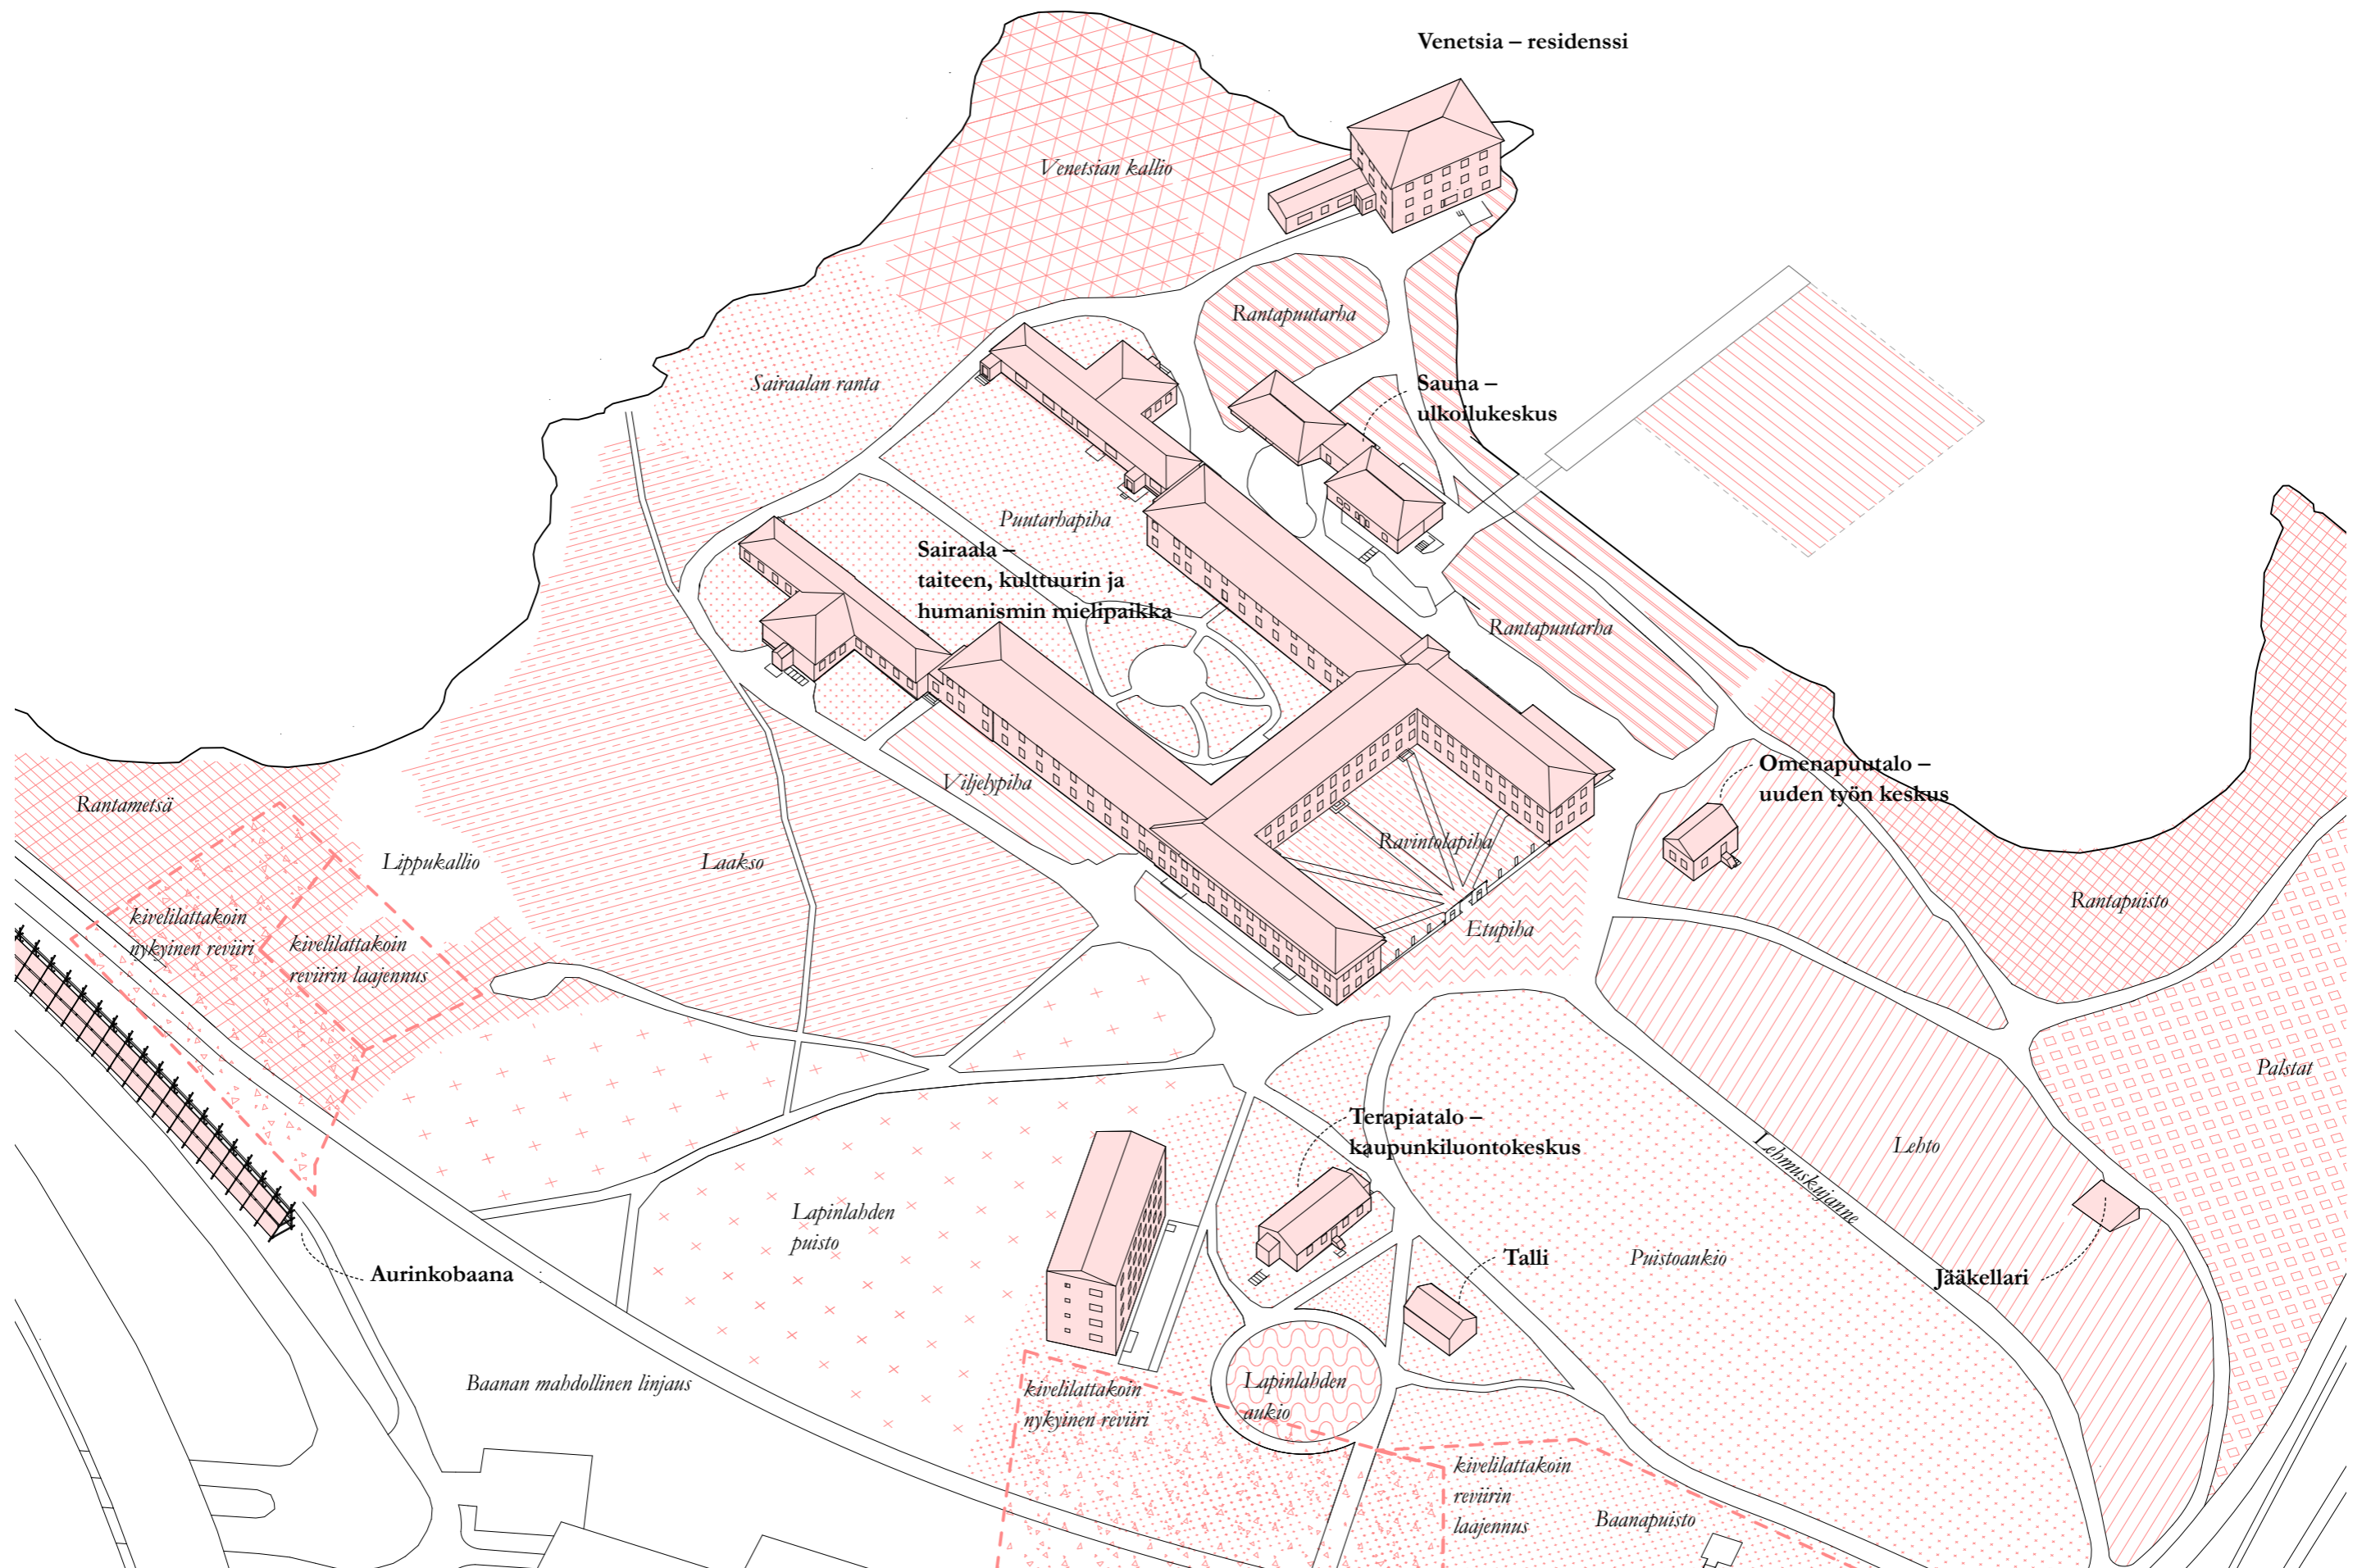 Venetsia – residenssi
Venetsian kallio
Rantapuutarha
Sairaalan ranta
Sauna –
ulkoilukeskus
Puutarhapiha
Sairaala –
taiteen, kulttuurin ja
humanismin mielipaikka
Rantapuutarha
Viljelypiha
Omenapuutalo –
uuden työn keskus
Rantametsä
Lippukallio
Laakso
Ravintolapiha
Etupiha
Rantapuisto
kivelilattakoin
nykyinen reviiri
kivelilattakoin
reviirin laajennus
Palstat
Terapiatalo –
kaupunkiluontokeskus
Lehmuskujanne
Lehto
Lapinlahden
puisto
Talli
Puistoaukio
Jääkellari
Aurinkobaana
Baanan mahdollinen linjaus
kivelilattakoin
nykyinen reviiri
Lapinlahden
aukio
kivelilattakoin
reviirin
laajennus
Baanapuisto